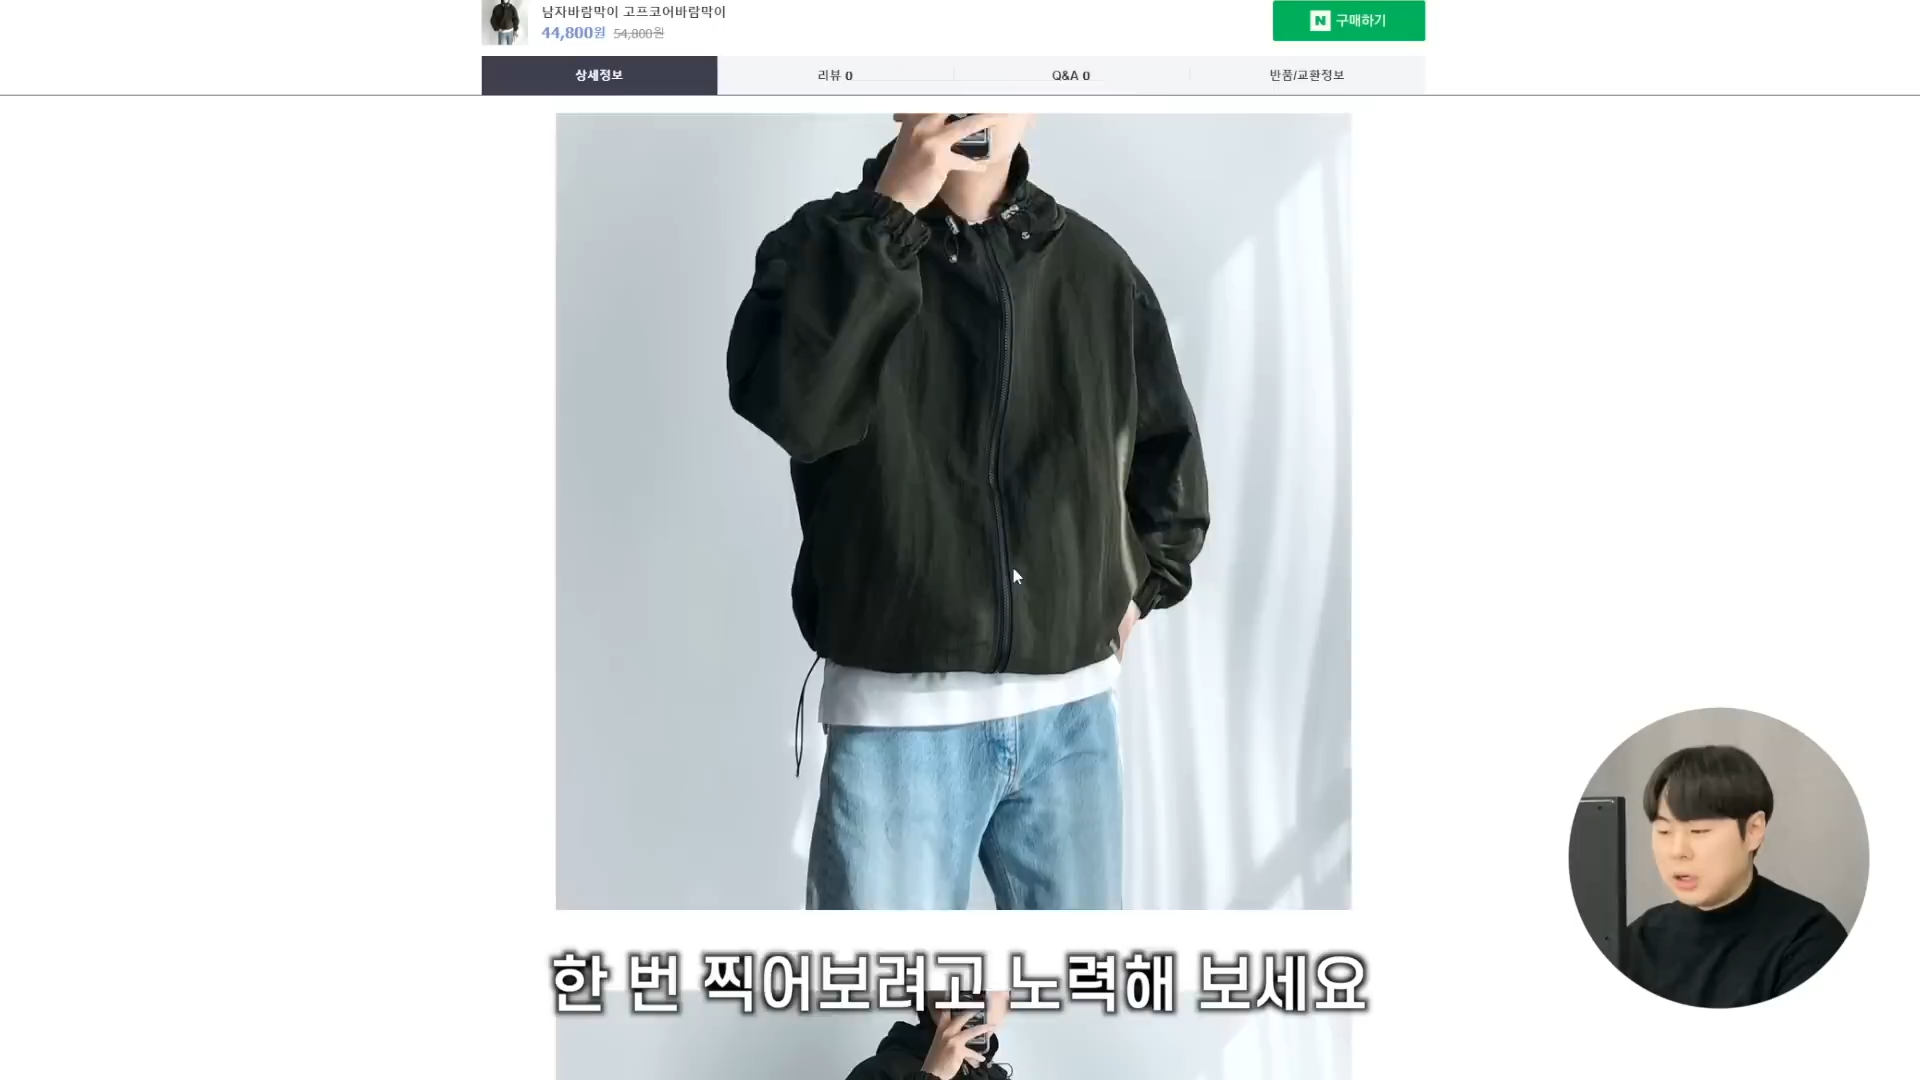 남자바람막이 고프코어바람막이
44,800원 54,800원
N 구매하기
상세정보
리뷰 0
Q&A 0
반품/교환정보
한 번 찍어보려고 노력해 보세요